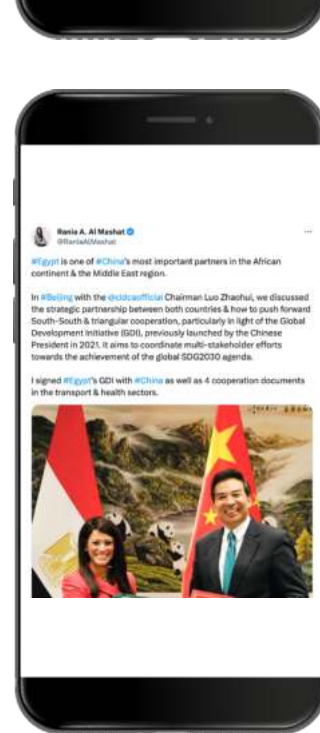 Rania A. Al Mashat
@RaniaAlMashat
#Egypt is one of #China's most important partners in the African
continent & the Middle East region.
In #Beijing with the @cidcaofficial Chairman Luo Zhaohui, we discussed
the strategic partnership between both countries & how to push forward
South-South & triangular cooperation, particularly in light of the Global
Development Initiative (GDI), previously launched by the Chinese
President in 2021. It aims to coordinate multi-stakeholder efforts
towards the achievement of the global SDG2030 agenda.
I signed #Egypt's GDI with #China as well as 4 cooperation documents
in the transport & health sectors.